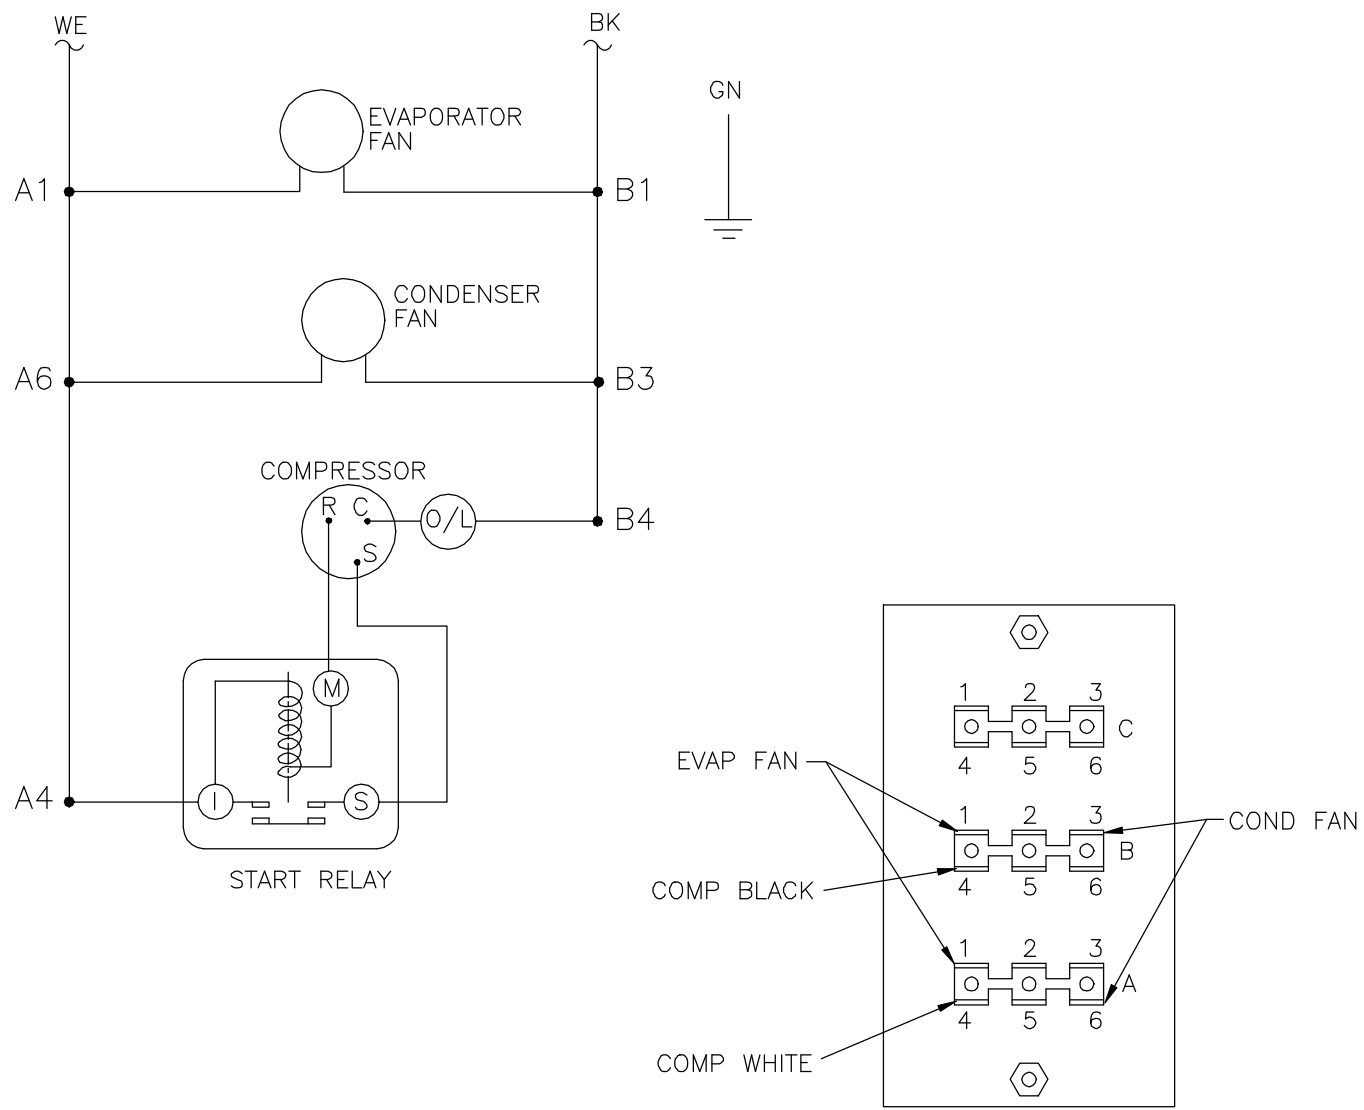 WE
BK
GN
EVAPORATOR
FAN
A1
B1
CONDENSER
FAN
A6
B3
COMPRESSOR
R C
O/L
B4
S
M
A4
I
S
START RELAY
1 2 3
C
4 5 6
EVAP FAN
1 2 3
COND FAN
B
COMP BLACK
4 5 6
1 2 3
A
4 5 6
COMP WHITE